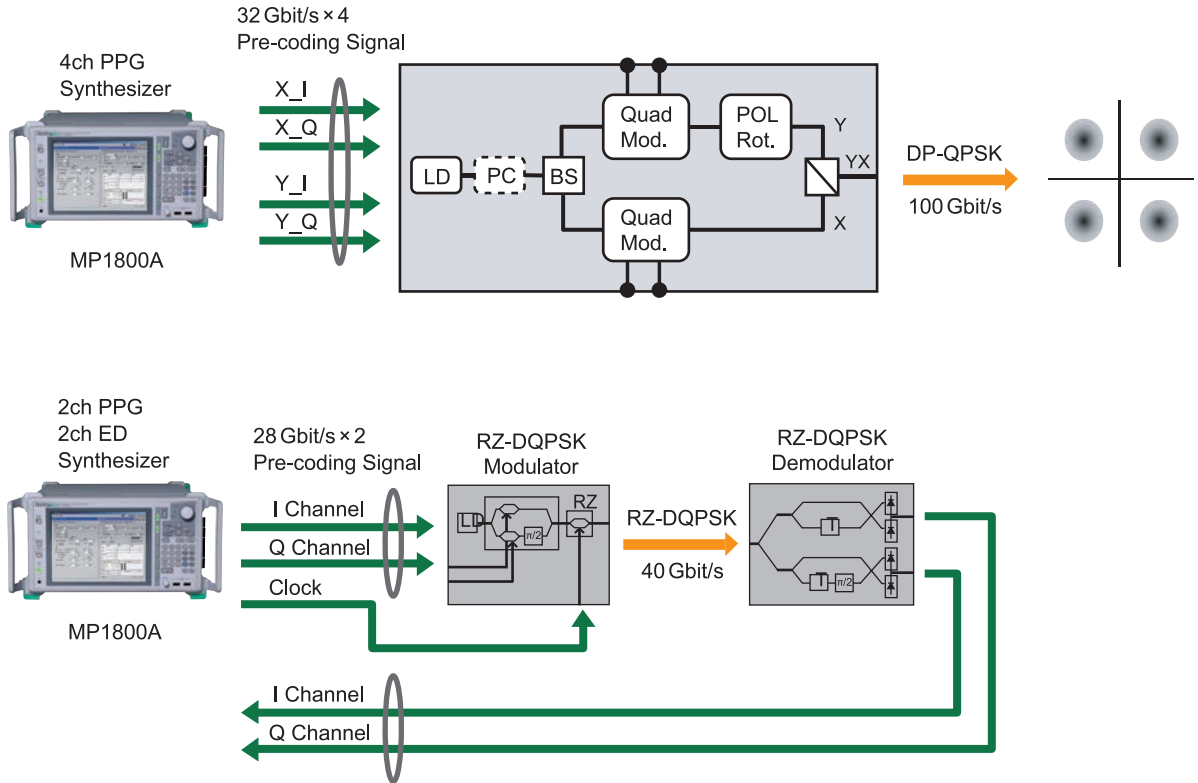 32 Gbit/s × 4
Pre-coding Signal
4ch PPG
Synthesizer
MP1800A
X_I
X_Q
Y_I
Y_Q
LD
PC
BS
Quad
Mod.
POL
Rot.
Quad
Mod.
Y
YX
X
DP-QPSK
100 Gbit/s
2ch PPG
2ch ED
Synthesizer
MP1800A
28 Gbit/s × 2
Pre-coding Signal
I Channel
Q Channel
Clock
RZ-DQPSK
Modulator
LD
π/2
RZ
RZ-DQPSK
40 Gbit/s
RZ-DQPSK
Demodulator
T
T
π/2
I Channel
Q Channel